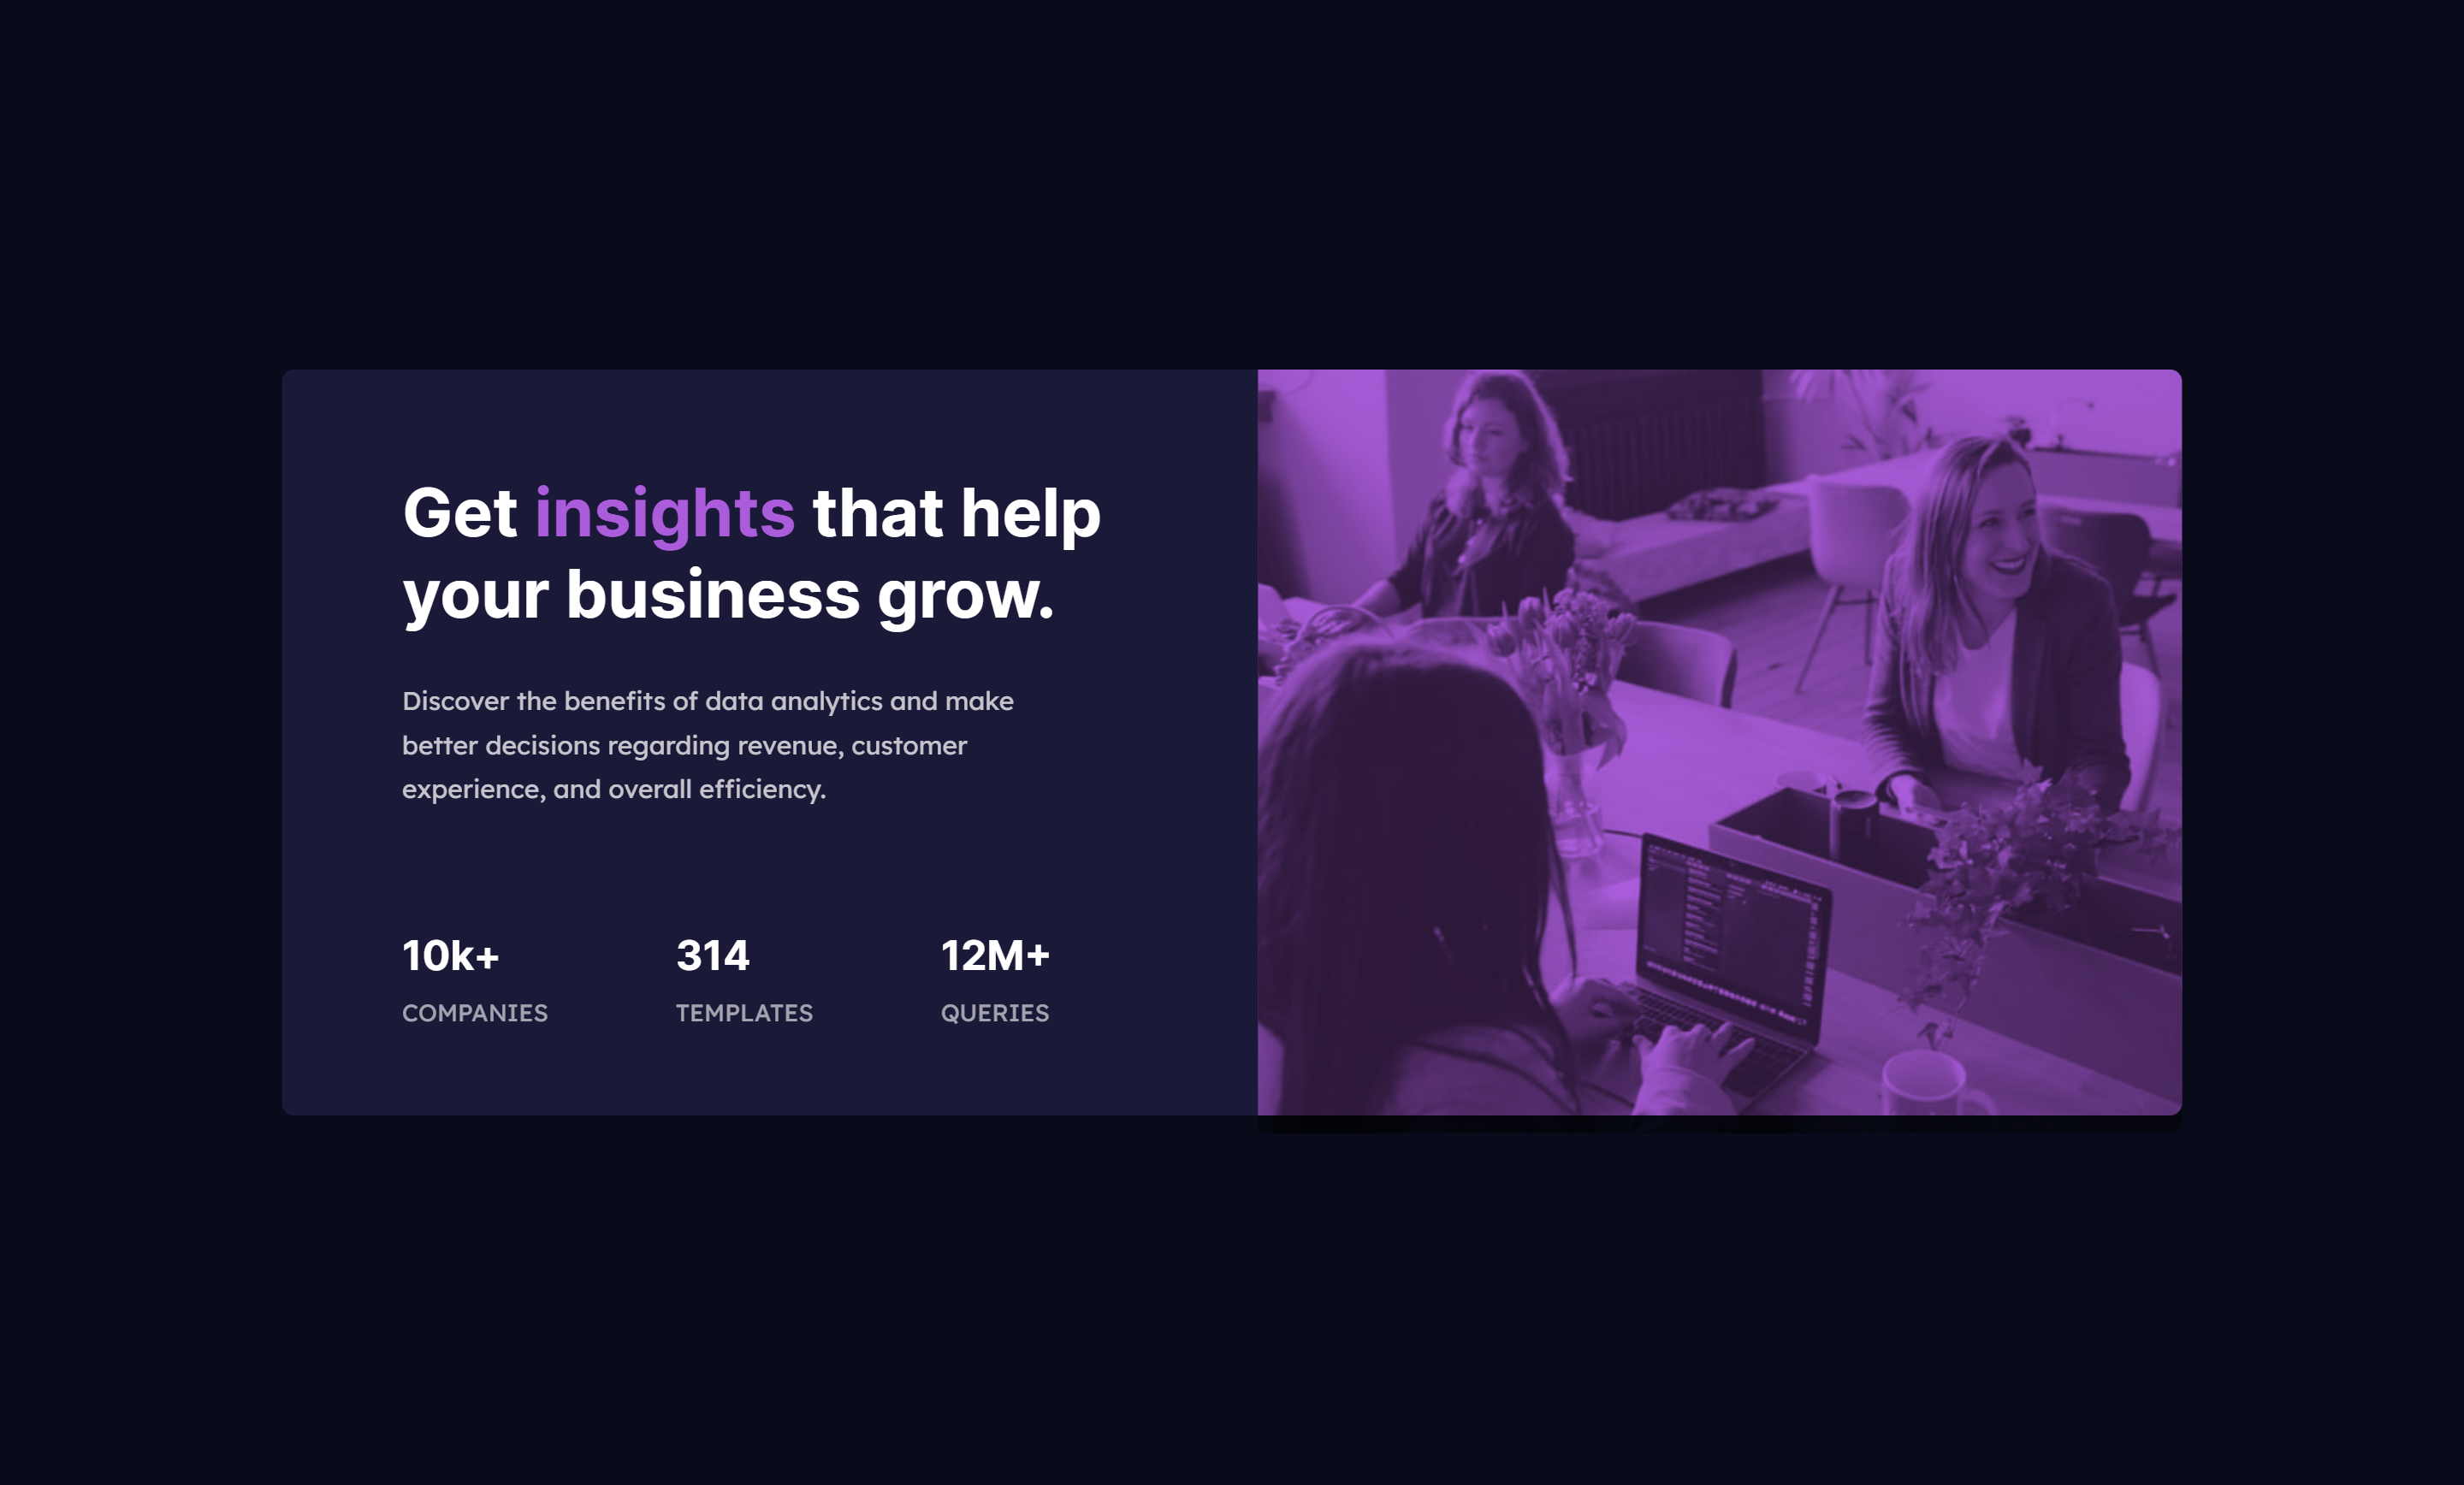 Get insights that help
your business grow.
Discover the benefits of data analytics and make
better decisions regarding revenue, customer
experience, and overall efficiency.
10k+ 314 12M+
COMPANIES TEMPLATES QUERIES